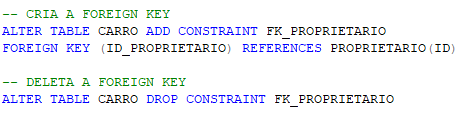 -- CRIA A FOREIGN KEY
ALTER TABLE CARRO ADD CONSTRAINT FK_PROPRIETARIO
FOREIGN KEY (ID_PROPRIETARIO) REFERENCES PROPRIETARIO(ID)
-- DELETA A FOREIGN KEY
ALTER TABLE CARRO DROP CONSTRAINT FK_PROPRIETARIO